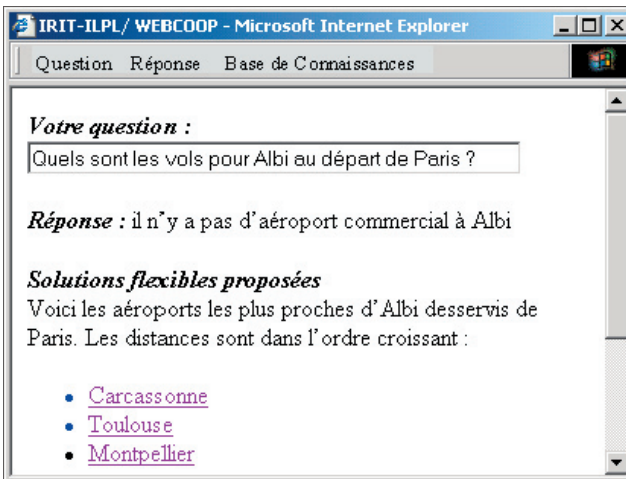 IRIT-ILPL/ WEBCOOP - Microsoft Internet Explorer
Question Réponse Base de Connaissances
Votre question :
Quels sont les vols pour Albi au départ de Paris ?
Réponse : il n'y a pas d'aéroport commercial à Albi
Solutions flexibles proposées
Voici les aéroports les plus proches d'Albi desservis de
Paris. Les distances sont dans l'ordre croissant :
• Carcassonne
• Toulouse
• Montpellier